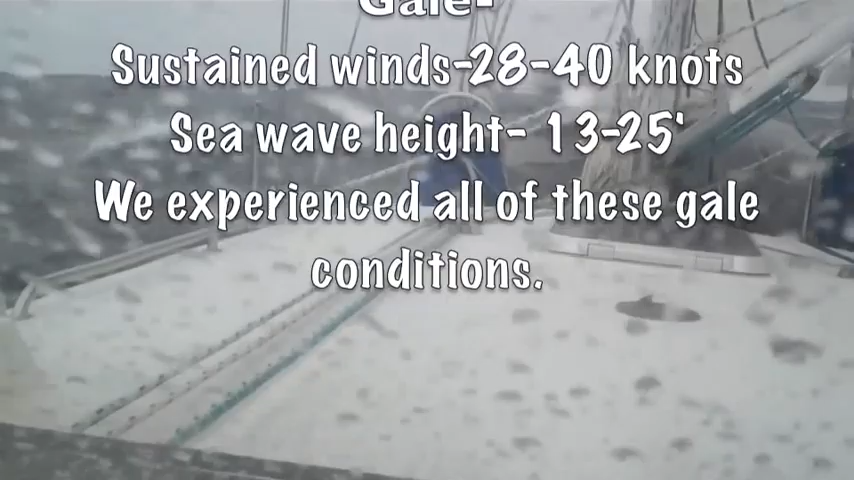 Gale-
Sustained winds-28-40 knots
Sea wave height- 13-25'
We experienced all of these gale
conditions.